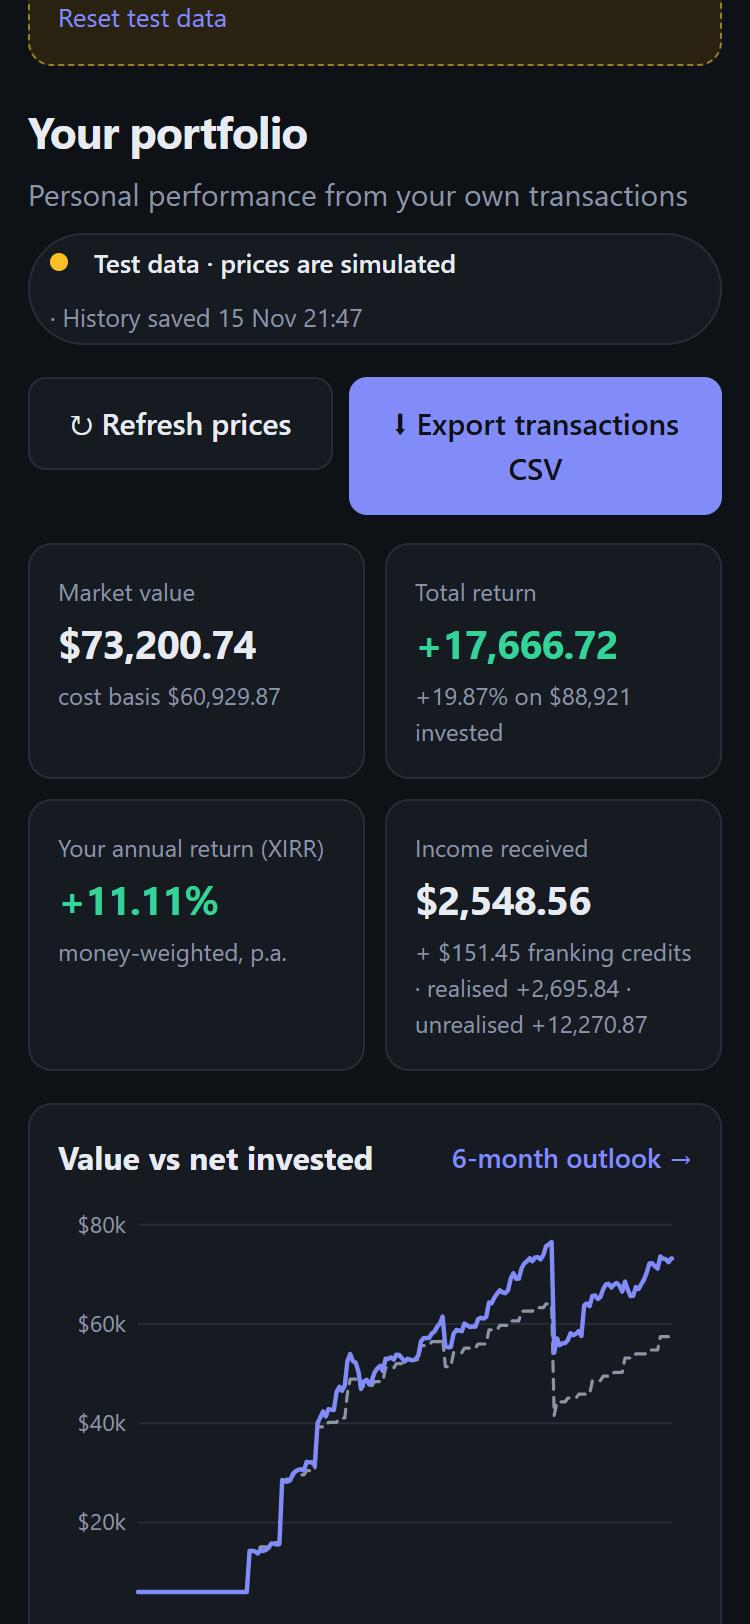 Reset test data
Your portfolio
Personal performance from your own transactions
Test data · prices are simulated
· History saved 15 Nov 21:47
↻ Refresh prices
⬇ Export transactions
CSV
Market value
$73,200.74
cost basis $60,929.87
Total return
+17,666.72
+19.87% on $88,921
invested
Your annual return (XIRR)
+11.11%
money-weighted, p.a.
Income received
$2,548.56
+ $151.45 franking credits
· realised +2,695.84 ·
unrealised +12,270.87
Value vs net invested
6-month outlook →
$80k
$60k
$40k
$20k